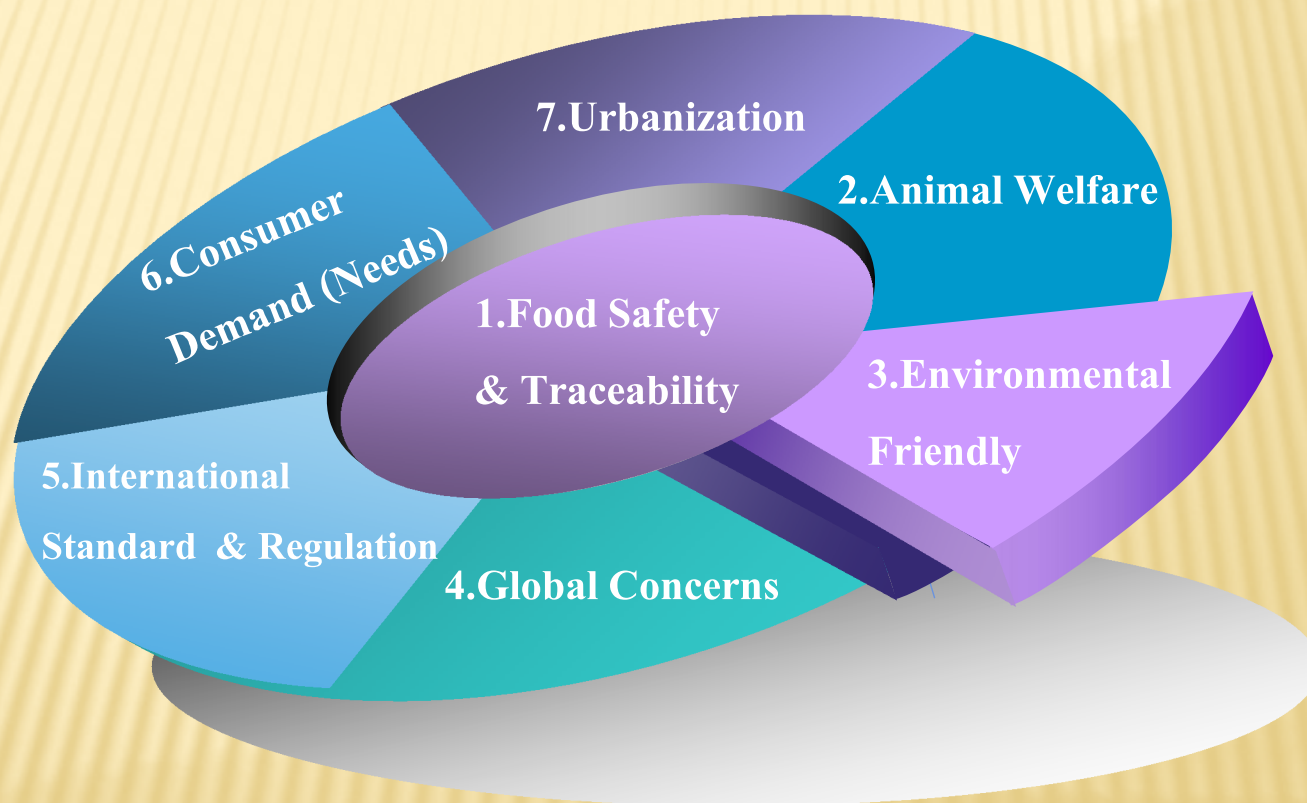 1.Food Safety
& Traceability
2.Animal Welfare
3.Environmental
Friendly
4.Global Concerns
5.International
Standard & Regulation
6.Consumer
Demand (Needs)
7.Urbanization